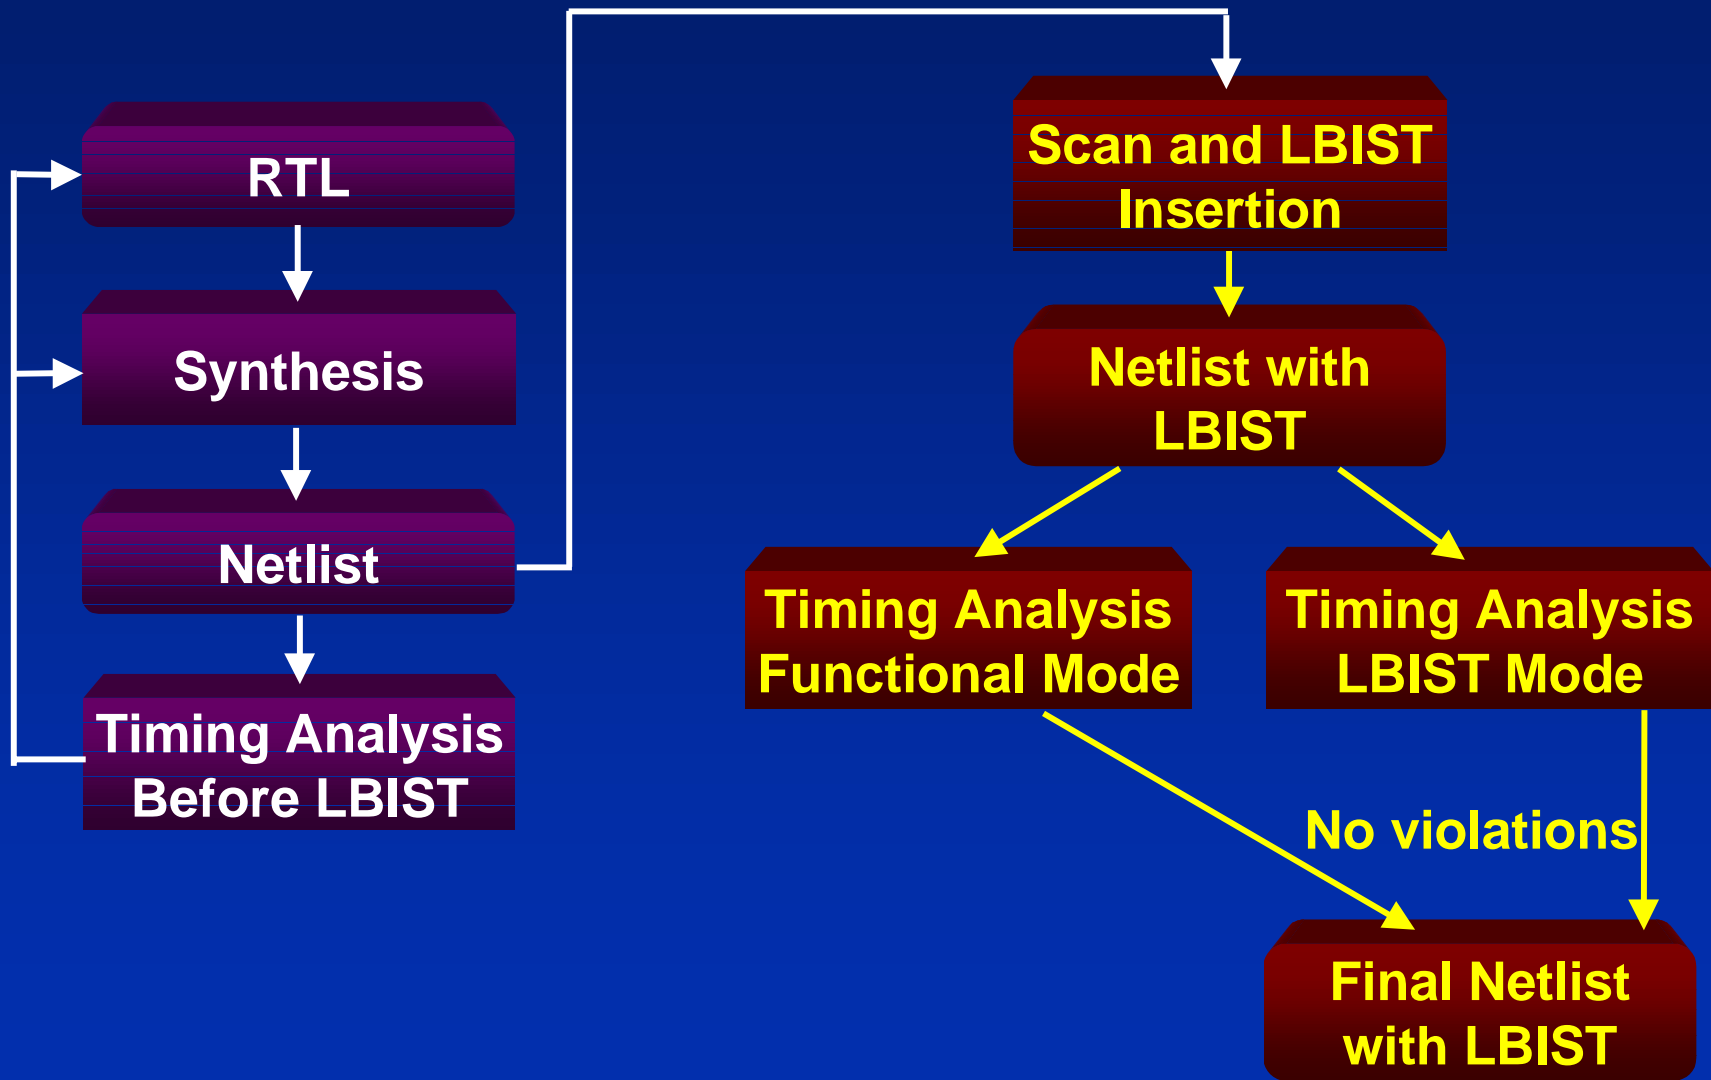 RTL
Synthesis
Netlist
Timing Analysis
Before LBIST
Scan and LBIST
Insertion
Netlist with
LBIST
Timing Analysis
Functional Mode
Timing Analysis
LBIST Mode
No violations
Final Netlist
with LBIST